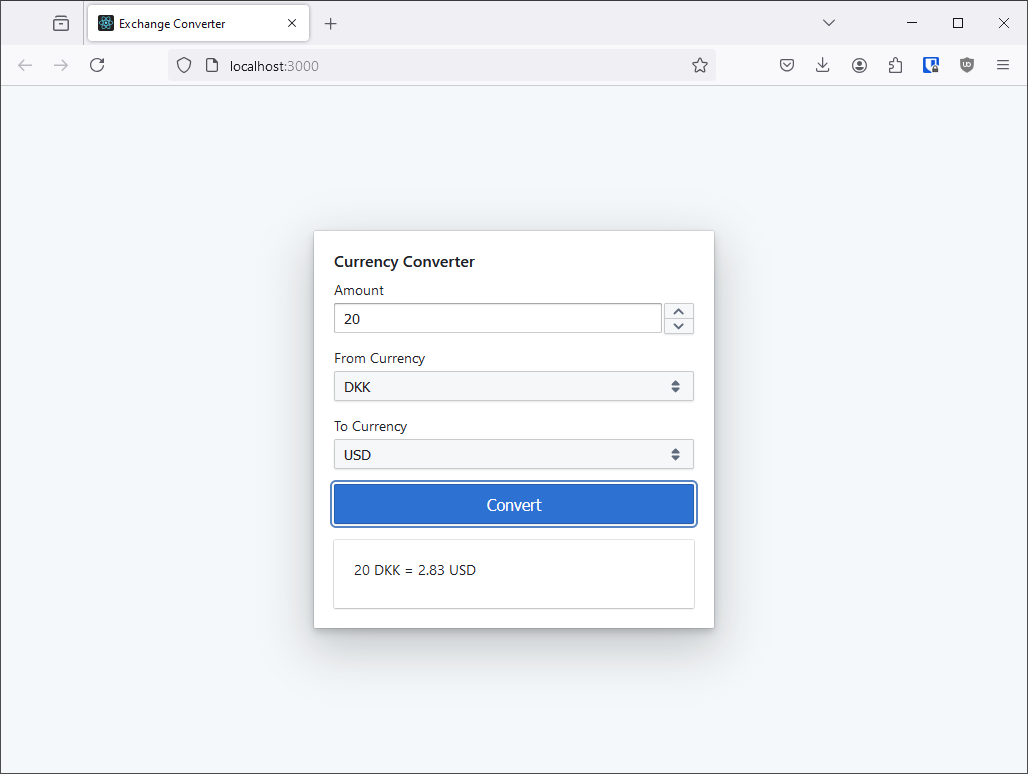 Exchange Converter
localhost:3000
Currency Converter
Amount
20
From Currency
DKK
To Currency
USD
Convert
20 DKK = 2.83 USD